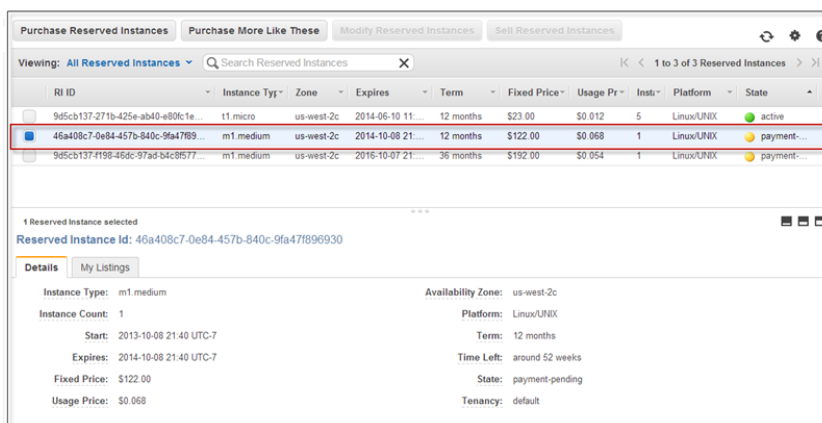 Purchase Reserved Instances Purchase More Like These Modify Reserved Instances Sell Reserved Instances
Viewing: All Reserved Instances Search Reserved Instances X 1 to 3 of 3 Reserved Instances
RI ID Instance Typ Zone Expires Term Fixed Price Usage Pr Insta Platform State
9d5cb137-271b-425e-ab40-e80fc1e... t1.micro us-west-2c 2014-06-10 11:... 12 months $23.00 $0.012 5 Linux/UNIX active
46a408c7-0e84-457b-840c-9fa47f89... m1.medium us-west-2c 2014-10-08 21:... 12 months $122.00 $0.068 1 Linux/UNIX payment-...
9d5cb137-f198-46dc-97ad-b4c8f577... m1.medium us-west-2c 2016-10-07 21:... 36 months $192.00 $0.054 1 Linux/UNIX payment-...
1 Reserved Instance selected
Reserved Instance Id: 46a408c7-0e84-457b-840c-9fa47f896930
Details My Listings
Instance Type: m1.medium Availability Zone: us-west-2c
Instance Count: 1 Platform: Linux/UNIX
Start: 2013-10-08 21:40 UTC-7 Term: 12 months
Expires: 2014-10-08 21:40 UTC-7 Time Left: around 52 weeks
Fixed Price: $122.00 State: payment-pending
Usage Price: $0.068 Tenancy: default